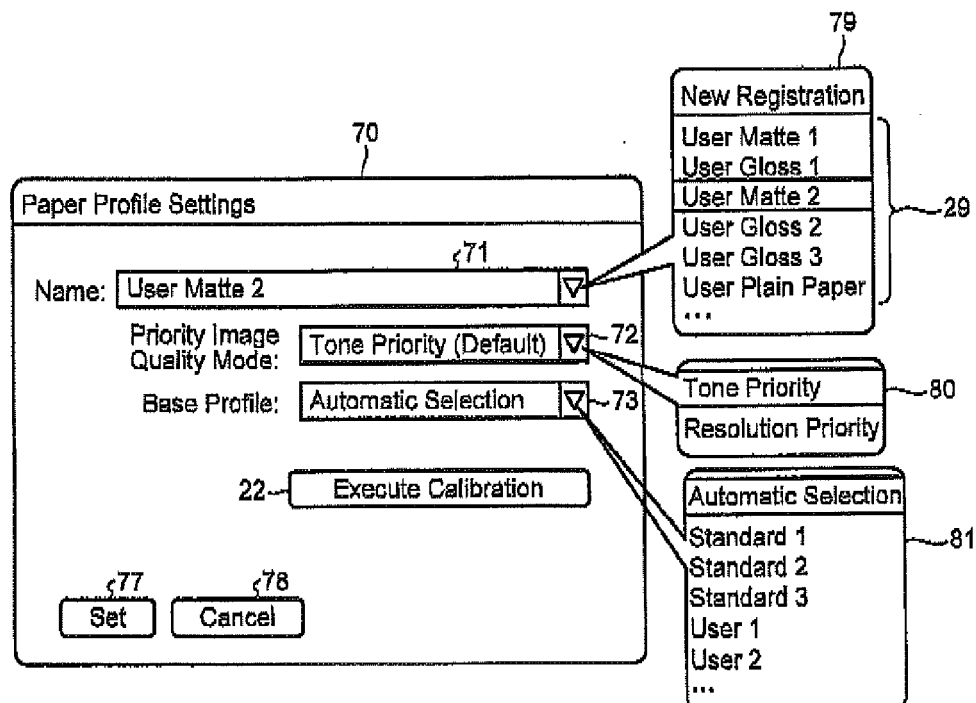 79
New Registration
User Matte 1
User Gloss 1
User Matte 2
User Gloss 2
User Gloss 3
User Plain Paper
...
29
70
Paper Profile Settings
71
Name: User Matte 2
Priority Image
Quality Mode: Tone Priority (Default)
72
Base Profile: Automatic Selection
73
22 Execute Calibration
77
Set
78
Cancel
Tone Priority
Resolution Priority
80
Automatic Selection
Standard 1
Standard 2
Standard 3
User 1
User 2
...
81